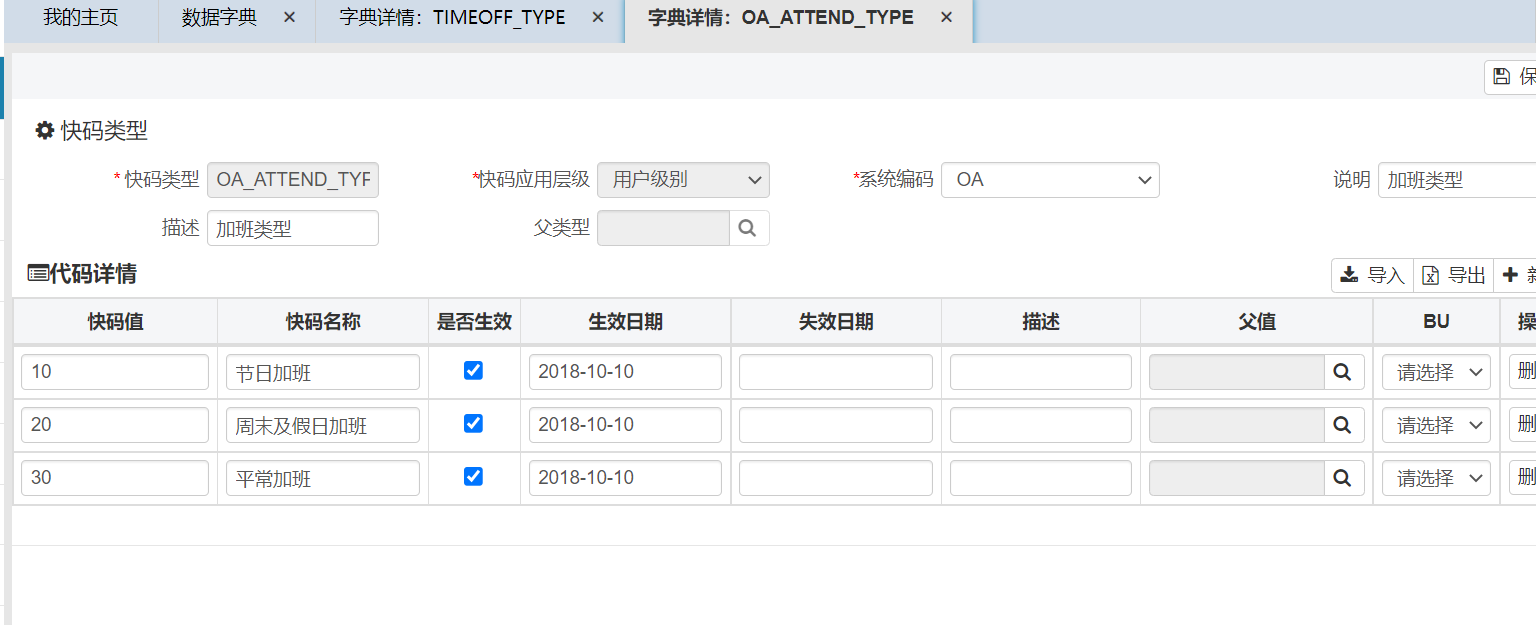 我的主页 数据字典 × 字典详情：TIMEOFF_TYPE × 字典详情：OA_ATTEND_TYPE ×
快码类型
*快码类型 OA_ATTEND_TYP *快码应用层级 用户级别 *系统编码 OA 说明 加班类型
描述 加班类型 父类型
代码详情 导入 导出
快码值 快码名称 是否生效 生效日期 失效日期 描述 父值 BU 操
10 节日加班 2018-10-10 请选择 删
20 周末及假日加班 2018-10-10 请选择 删
30 平常加班 2018-10-10 请选择 删